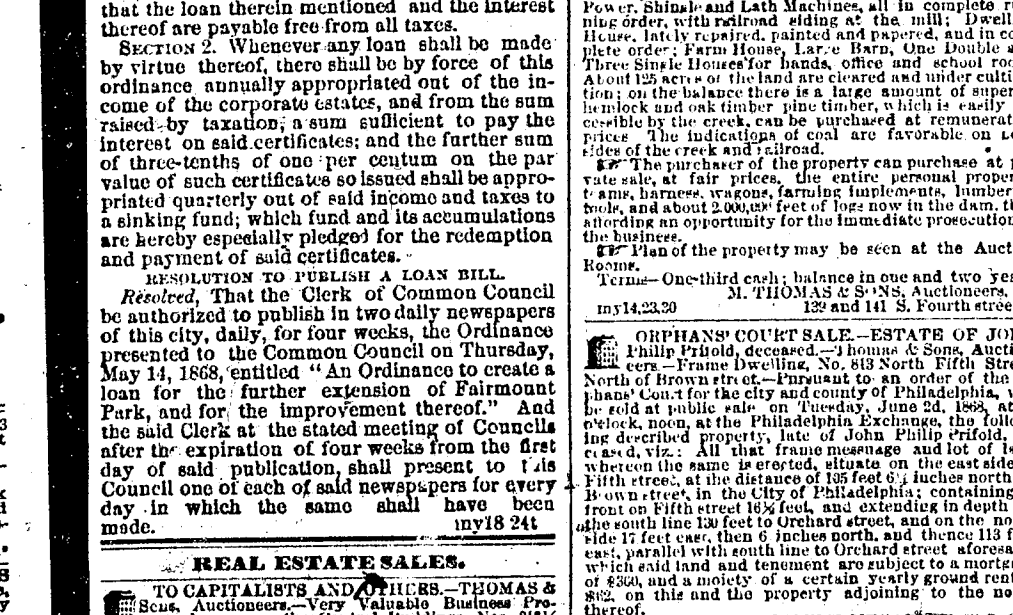 that the loan therein mentioned and the interest
thereof are payable free from all taxes.
SECTION 2. Whenever any loan shall be made
by virtue thereof, there shall be by force of this
ordinance annually appropriated out of the in-
come of the corporate estates, and from the sum
raised by taxation, a sum sufficient to pay the
interest on said certificates; and the further sum
of three-tenths of one per centum on the par
value of such certificates so issued shall be appro-
priated quarterly out of said income and taxes to
a sinking fund; which fund and its accumulations
are hereby especially pledged for the redemption
and payment of said certificates.
RESOLUTION TO PUBLISH A LOAN BILL.
Resolved, That the Clerk of Common Council
be authorized to publish in two daily newspapers
of this city, daily, for four weeks, the Ordinance
presented to the Common Council on Thursday,
May 14, 1868, entitled "An Ordinance to create a
loan for the further extension of Fairmount
Park, and for the improvement thereof." And
the said Clerk at the stated meeting of Councils
after the expiration of four weeks from the first
day of said publication, shall present to this
Council one of each of said newspapers for every
day in which the same shall have been
made. my18 24t
REAL ESTATE SALES.
TO CAPITALISTS AND OTHERS.—THOMAS &
Sons, Auctioneers.—Very Valuable Business Pro-
Power, Shingle and Lath Machines, all in complete
ning order, with railroad siding at the mill; Dwell
House, lately repaired, painted and papered, and in
plete order; Farm House, Large Barn, One Double
Three Single Houses for hands, office and school
About 125 acres of the land are cleared and under culti
tion; on the balance there is a large amount of super
hemlock and oak timber pine timber, which is easily
cessible by the creek, can be purchased at remunerat
prices The indications of coal are favorable on
sides of the creek and railroad.
☞ The purchaser of the property can purchase at
vate sale, at fair prices, the entire personal proper
teams, harness, wagons, farming implements, lumber
tools, and about 2,000,000 feet of logs now in the dam,
affording an opportunity for the immediate prosecution
the business.
☞ Plan of the property may be seen at the Auct
Rooms.
Terms—One-third cash; balance in one and two
M. THOMAS & SONS, Auctioneers,
my14,23,30 139 and 141 S. Fourth stree
ORPHANS' COURT SALE.—ESTATE OF
Philip Prifold, deceased.—Thomas & Sons, Aucti
eers.—Frame Dwelling, No. 813 North Fifth Stre
North of Brown street.—Pursuant to an order of the
phans' Court for the city and county of Philadelphia,
be sold at public sale on Tuesday, June 2d, 1868, at
o'clock, noon, at the Philadelphia Exchange, the
ing described property, late of John Philip Prifold,
ceased, viz.: All that frame messuage and lot of
whereon the same is erected, situate on the east side
Fifth street, at the distance of 105 feet 6½ inches north
Brown street, in the City of Philadelphia; containing
front on Fifth street 16½ feet, and extending in depth
the south line 130 feet to Orchard street, and on the
side 17 feet east, then 6 inches north, and thence 113
east, parallel with south line to Orchard street
which said land and tenement are subject to a
of $360, and a moiety of a certain yearly ground rent
$62, on this and the property adjoining to the
thereof.